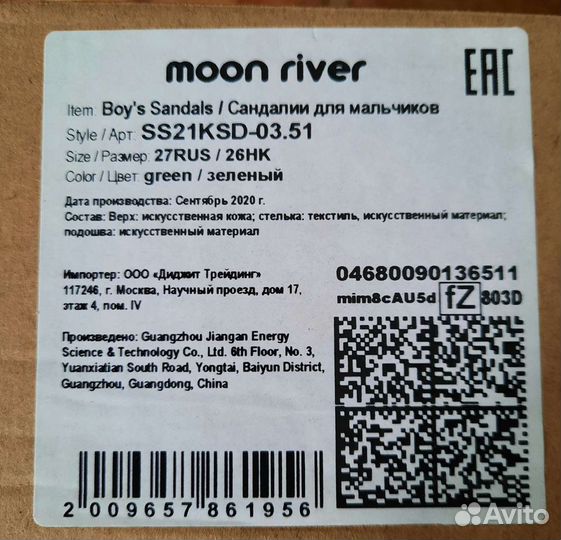 moon river
EAC
Item: Boy's Sandals / Сандалии для мальчиков
Style / Арт: SS21KSD-03.51
Size / Размер: 27RUS / 26HK
Color / Цвет: green / зеленый
Дата производства: Сентябрь 2020 г.
Состав: Верх: искусственная кожа; стелька: текстиль, искусственный материал;
подошва: искусственный материал
Импортер: ООО «Диджит Трейдинг»
117246, г. Москва, Научный проезд, дом 17,
этаж 4, пом. IV
04680090136511
mim8cAU5d fZ 803D
Произведено: Guangzhou Jiangan Energy
Science & Technology Co., Ltd. 6th Floor, No. 3,
Yuanxiatian South Road, Yongtai, Baiyun District,
Guangzhou, Guangdong, China
2 009657 861956
Avito